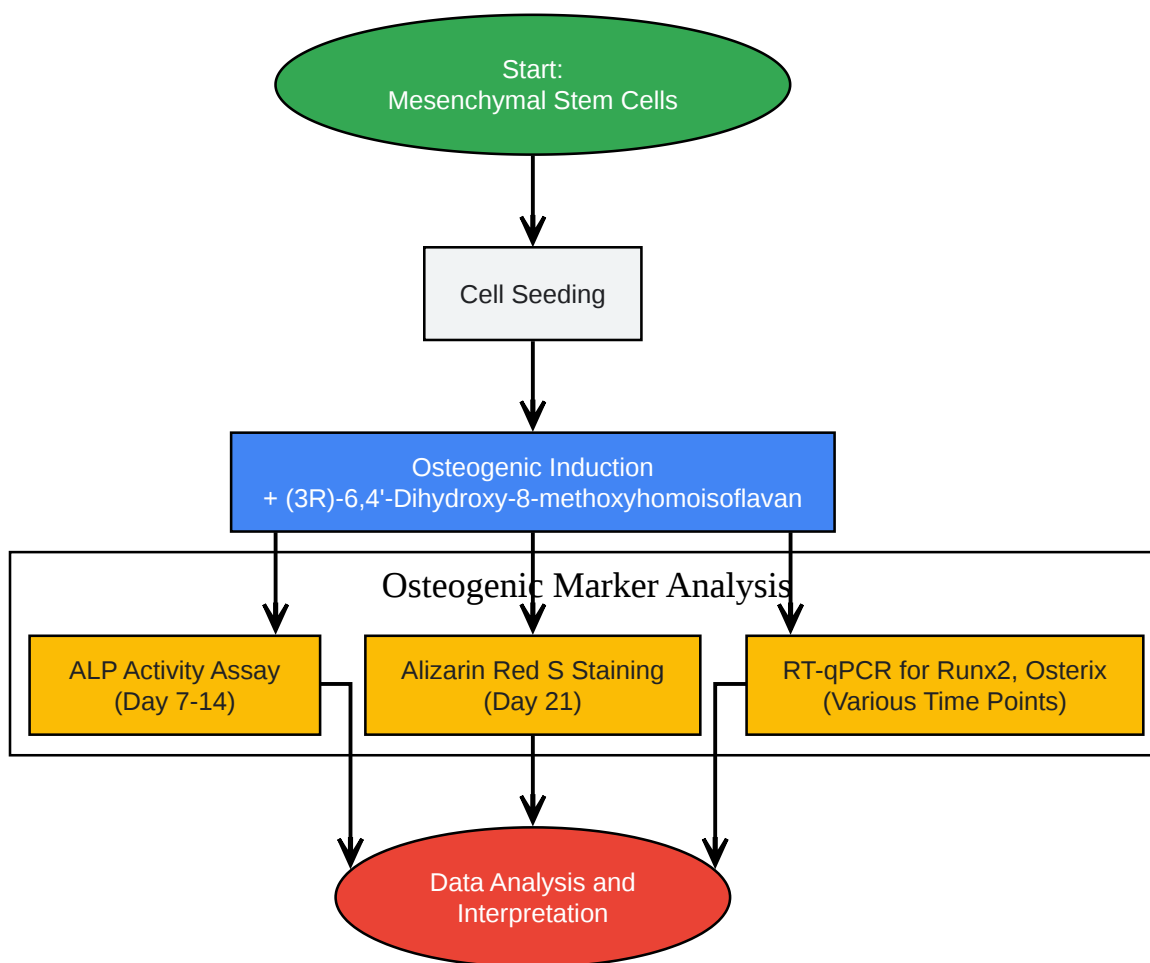 Start:
Mesenchymal Stem Cells
Cell Seeding
Osteogenic Induction
+ (3R)-6,4'-Dihydroxy-8-methoxyhomoisoflavan
Osteogenic Marker Analysis
ALP Activity Assay
(Day 7-14)
Alizarin Red S Staining
(Day 21)
RT-qPCR for Runx2, Osterix
(Various Time Points)
Data Analysis and
Interpretation